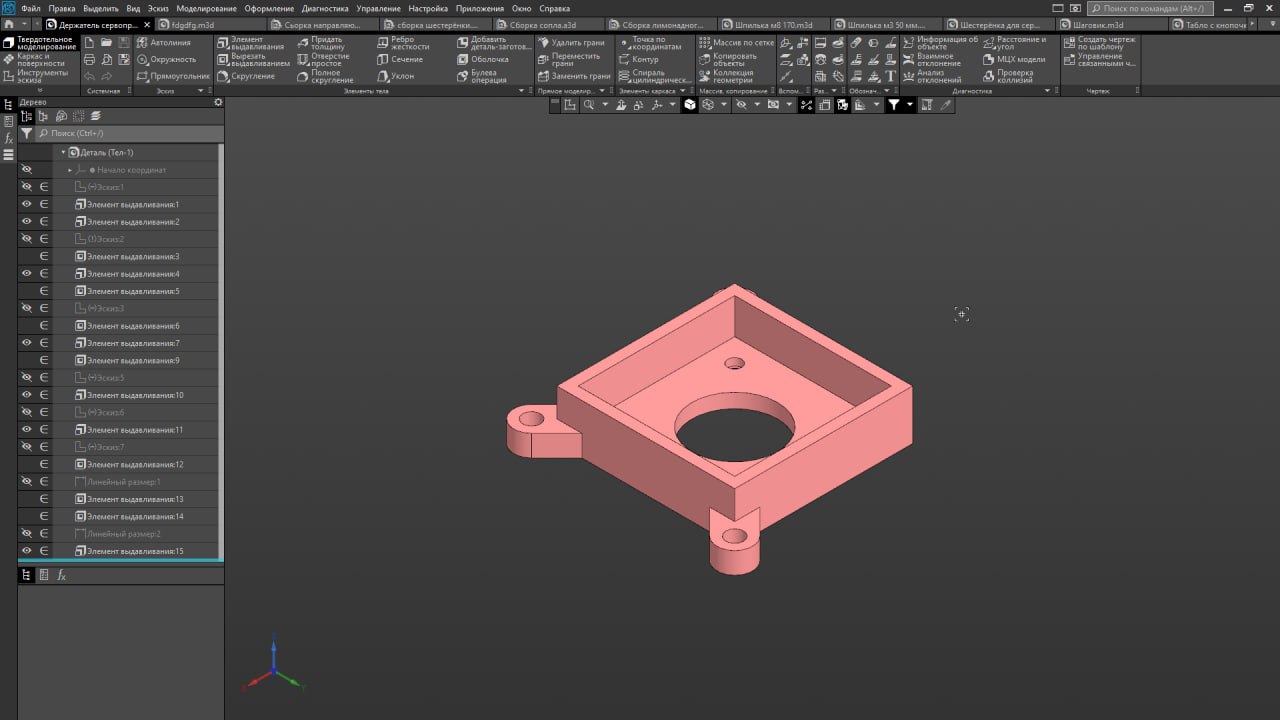 Файл Правка Выделить Вид Эскиз Моделирование Оформление Диагностика Управление Настройка Приложения Окно Справка
Поиск по командам (Alt+/)
Держатель сервопр... fdgdfg.m3d Сборка направляю... сборка шестерёнки... Сборка сопла.a3d Сборка лимонадног... Шпилька м8 170.m3d Шпилька м3 50 мм.... Шестерёнка для сер... Шаговик.m3d Табло с кнопочк
Твердотельное моделирование
Каркас и поверхности
Инструменты эскиза
Системная
Автолиния
Окружность
Прямоугольник
Эскиз
Элемент выдавливания
Вырезать выдавливанием
Скругление
Придать толщину
Отверстие простое
Полное скругление
Ребро жесткости
Сечение
Уклон
Добавить деталь-заготов...
Оболочка
Булева операция
Элементы тела
Удалить грани
Переместить грани
Заменить грани
Прямое моделир...
Точка по координатам
Контур
Спираль цилиндрическ...
Элементы каркаса
Массив по сетке
Копировать объекты
Коллекция геометрии
Массив, копирование
Вспом...
Раз...
Обознач...
Информация об объекте
Взаимное отклонение
Анализ отклонений
Расстояние и угол
МЦХ модели
Проверка коллизий
Диагностика
Создать чертеж по шаблону
Управление связанными ч...
Чертеж
Дерево
Поиск (Ctrl+/)
Деталь (Тел-1)
Начало координат
(-)Эскиз:1
Элемент выдавливания:1
Элемент выдавливания:2
Эскиз:2
Элемент выдавливания:3
Элемент выдавливания:4
Элемент выдавливания:5
(-)Эскиз:3
Элемент выдавливания:6
Элемент выдавливания:7
Элемент выдавливания:9
(-)Эскиз:5
Элемент выдавливания:10
(-)Эскиз:6
Элемент выдавливания:11
(-)Эскиз:7
Элемент выдавливания:12
Линейный размер:1
Элемент выдавливания:13
Элемент выдавливания:14
Линейный размер:2
Элемент выдавливания:15